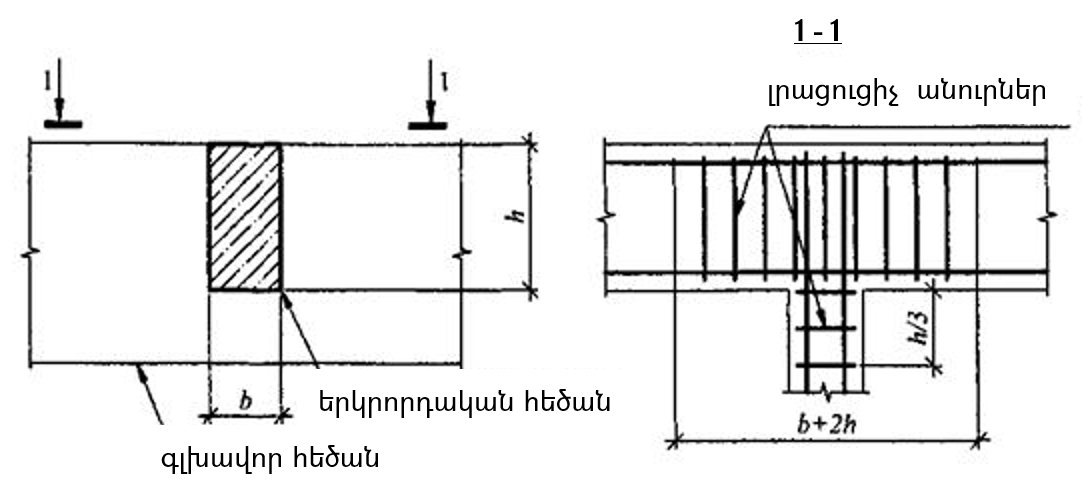 1-1
1
1
լրացուցիչ անուրներ
h
h/3
երկրորդական հեծան
b
b+2h
գլխավոր հեծան